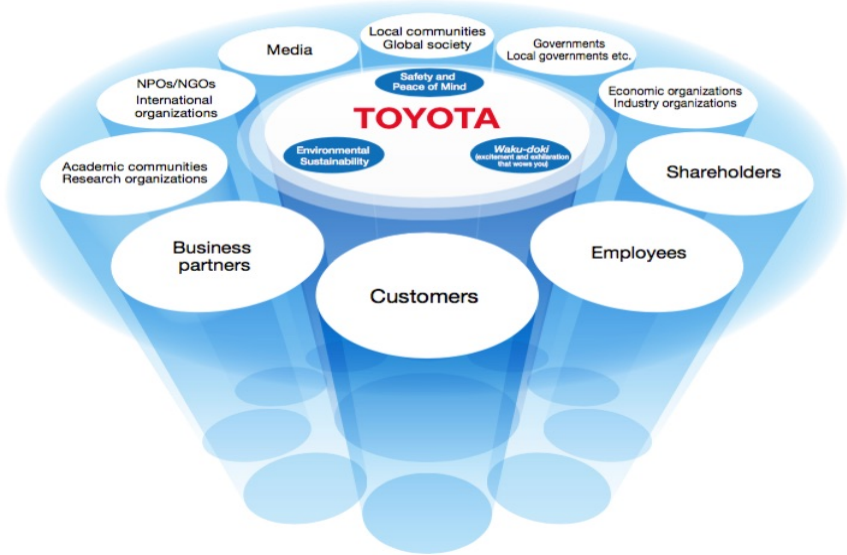 Local communities
Global society
Media
Governments
Local governments etc.
NPOs/NGOs
International
organizations
Safety and
Peace of Mind
Economic organizations
Industry organizations
TOYOTA
Environmental
Sustainability
Waku-doki
(excitement and exhilaration
that wows you)
Academic communities
Research organizations
Shareholders
Business
partners
Employees
Customers